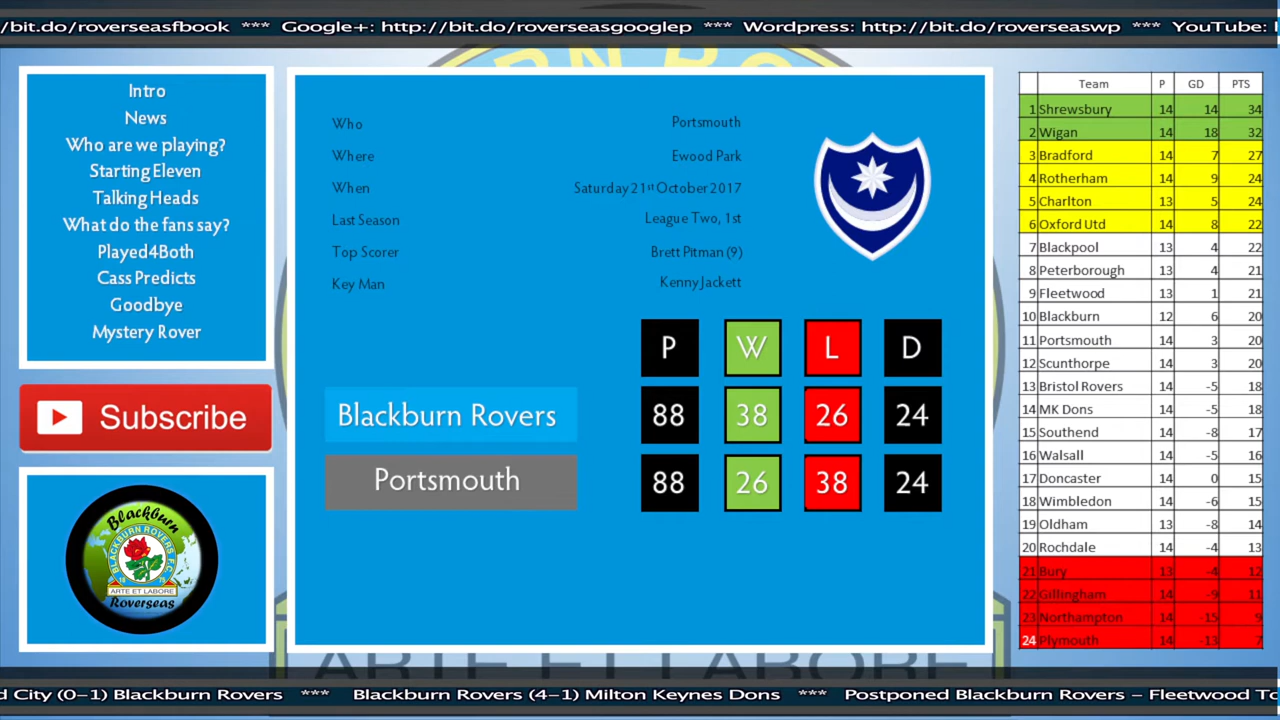 /bit.do/roverseasfbook *** Google+: http://bit.do/roverseasgooglep *** Wordpress: http://bit.do/roverseaswp *** YouTube:
Intro
News
Who are we playing?
Starting Eleven
Talking Heads
What do the fans say?
Played4Both
Cass Predicts
Goodbye
Mystery Rover
Subscribe
Blackburn
BLACKBURN ROVERS F.C.
1875
ARTE ET LABORE
Roverseas
Who Portsmouth
Where Ewood Park
When Saturday 21st October 2017
Last Season League Two, 1st
Top Scorer Brett Pitman (9)
Key Man Kenny Jackett
P W L D
Blackburn Rovers 88 38 26 24
Portsmouth 88 26 38 24
ARTE ET LABORE
Team P GD PTS
1 Shrewsbury 14 14 34
2 Wigan 14 18 32
3 Bradford 14 7 27
4 Rotherham 14 9 24
5 Charlton 13 5 24
6 Oxford Utd 14 8 22
7 Blackpool 13 4 22
8 Peterborough 13 4 21
9 Fleetwood 13 1 21
10 Blackburn 12 6 20
11 Portsmouth 14 3 20
12 Scunthorpe 14 3 20
13 Bristol Rovers 14 -5 18
14 MK Dons 14 -5 18
15 Southend 14 -8 17
16 Walsall 14 -5 16
17 Doncaster 14 0 15
18 Wimbledon 14 -6 15
19 Oldham 13 -8 14
20 Rochdale 14 -4 13
21 Bury 13 -4 12
22 Gillingham 14 -9 11
23 Northampton 14 -15 9
24 Plymouth 14 -13 7
d City (0-1) Blackburn Rovers *** Blackburn Rovers (4-1) Milton Keynes Dons *** Postponed Blackburn Rovers – Fleetwood To